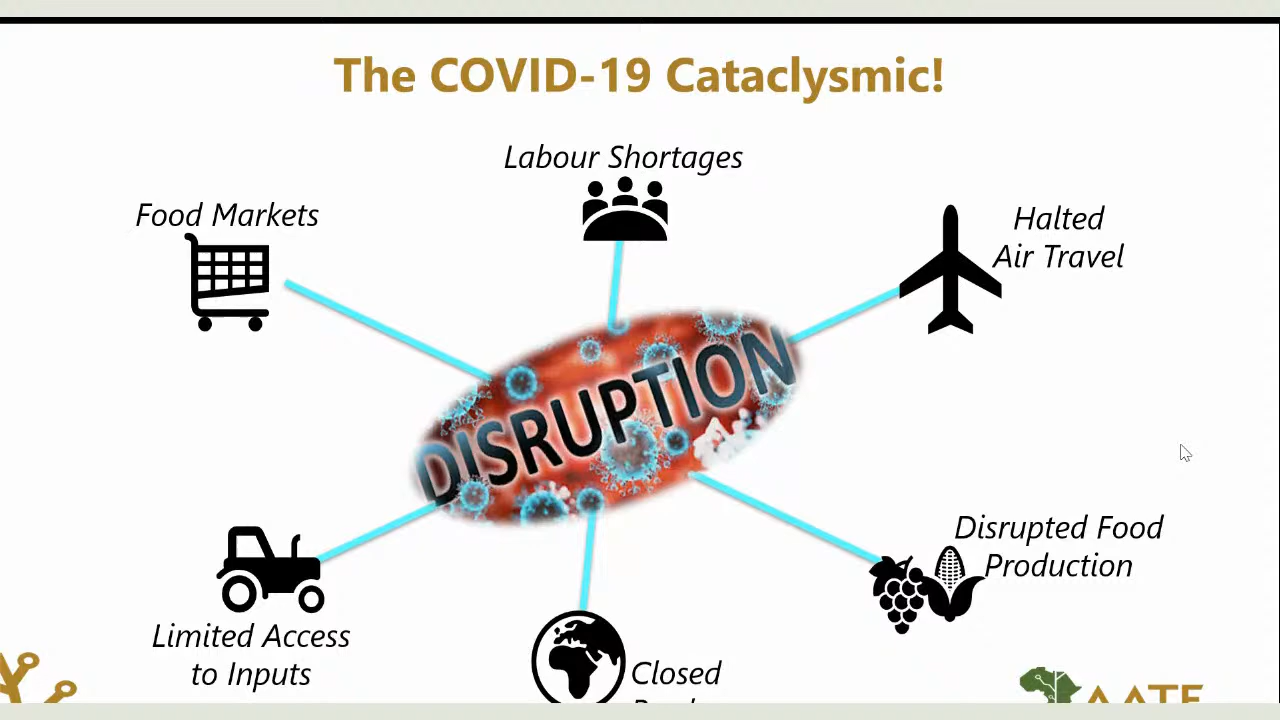 The COVID-19 Cataclysmic!
Labour Shortages
Food Markets
Halted
Air Travel
DISRUPTION
Disrupted Food
Production
Limited Access
to Inputs
Closed